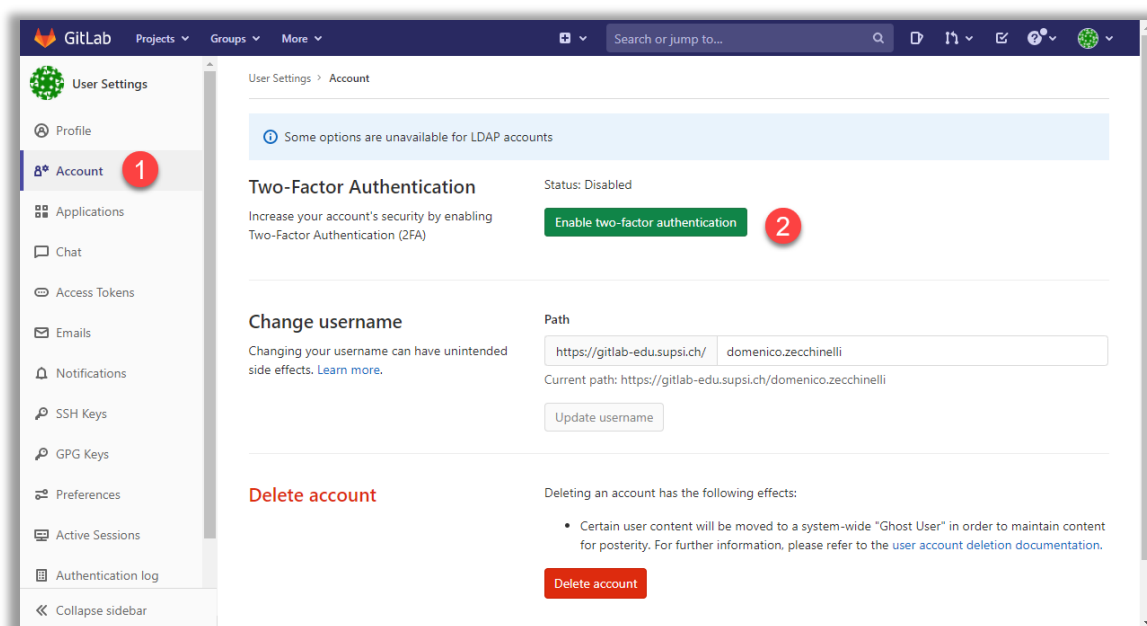 GitLab Projects Groups More Search or jump to...
User Settings
Profile
Account 1
Applications
Chat
Access Tokens
Emails
Notifications
SSH Keys
GPG Keys
Preferences
Active Sessions
Authentication log
Collapse sidebar
User Settings > Account
Some options are unavailable for LDAP accounts
Two-Factor Authentication
Increase your account's security by enabling
Two-Factor Authentication (2FA)
Status: Disabled
Enable two-factor authentication 2
Change username
Changing your username can have unintended
side effects. Learn more.
Path
https://gitlab-edu.supsi.ch/ domenico.zecchinelli
Current path: https://gitlab-edu.supsi.ch/domenico.zecchinelli
Update username
Delete account
Deleting an account has the following effects:
• Certain user content will be moved to a system-wide "Ghost User" in order to maintain content
for posterity. For further information, please refer to the user account deletion documentation.
Delete account